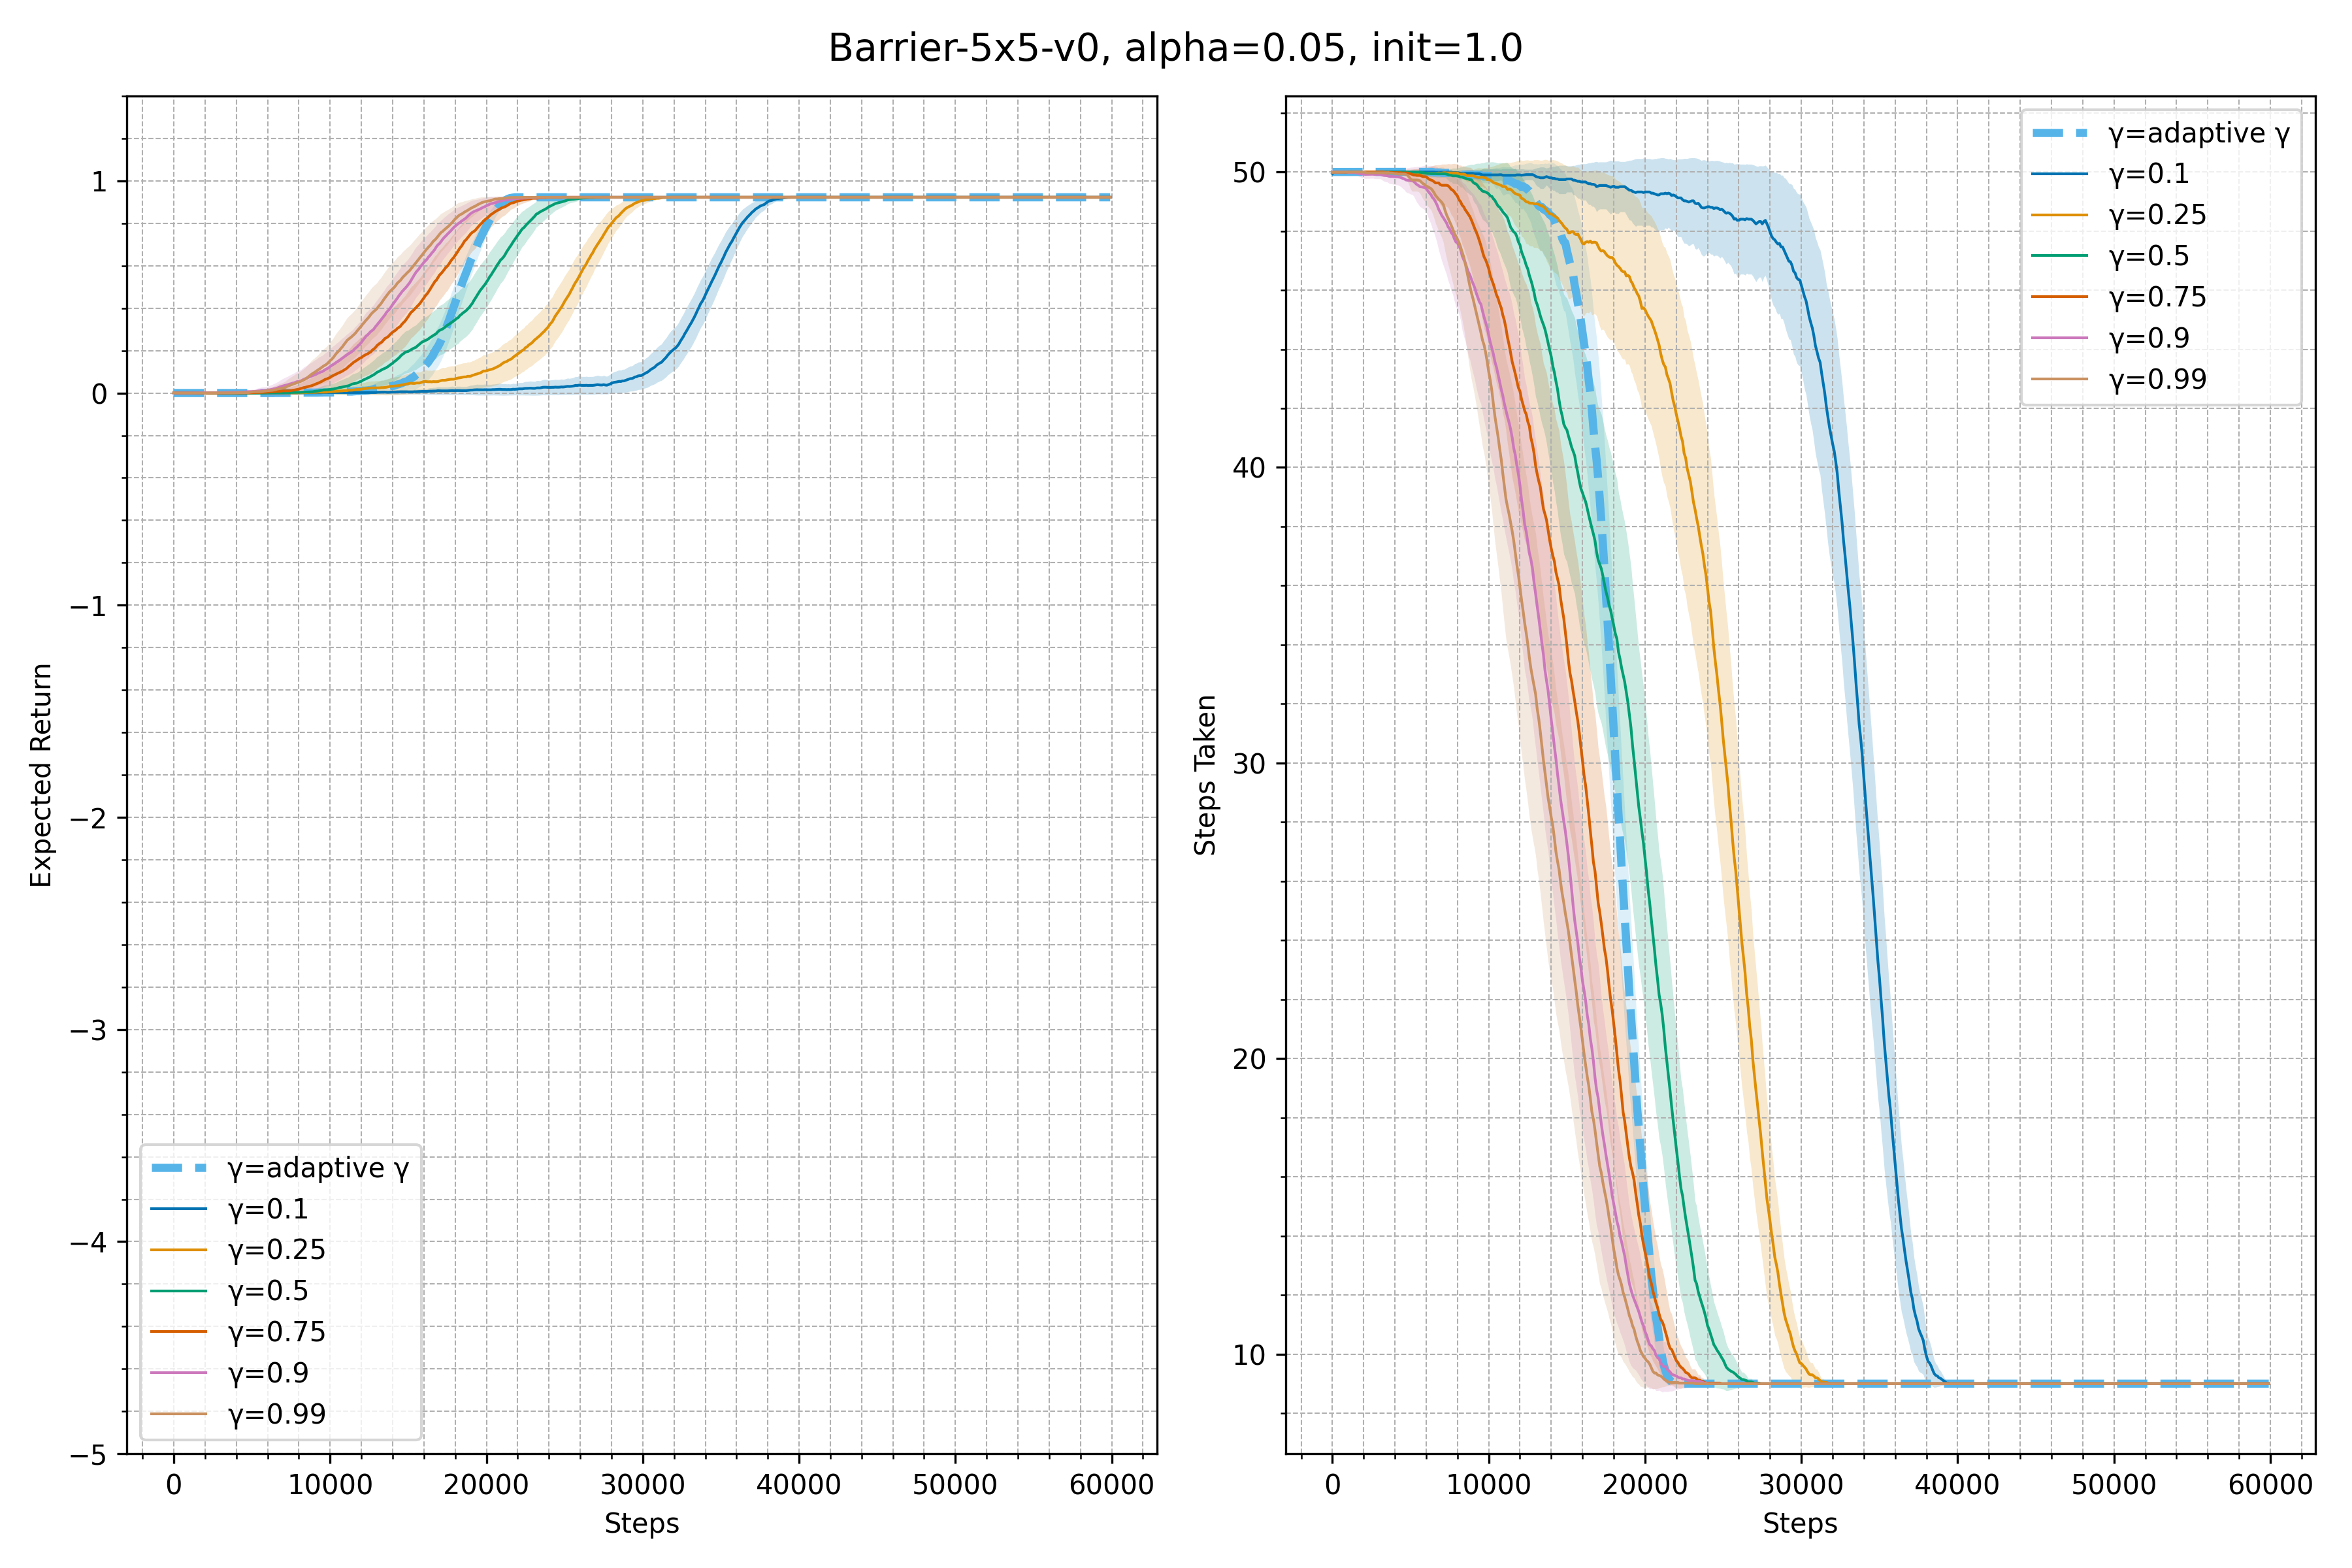 Barrier-5x5-v0, alpha=0.05, init=1.0
Expected Return
1
0
−1
−2
−3
−4
−5
γ=adaptive γ
γ=0.1
γ=0.25
γ=0.5
γ=0.75
γ=0.9
γ=0.99
0 10000 20000 30000 40000 50000 60000
Steps
Steps Taken
50
40
30
20
10
γ=adaptive γ
γ=0.1
γ=0.25
γ=0.5
γ=0.75
γ=0.9
γ=0.99
0 10000 20000 30000 40000 50000 60000
Steps